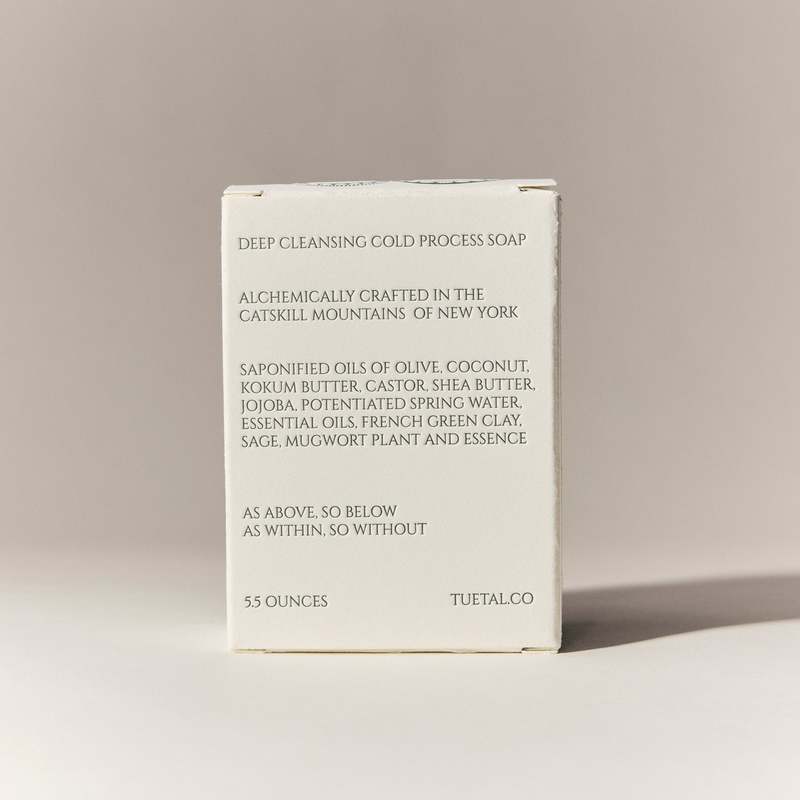 DEEP CLEANSING COLD PROCESS SOAP
ALCHEMICALLY CRAFTED IN THE
CATSKILL MOUNTAINS OF NEW YORK
SAPONIFIED OILS OF OLIVE, COCONUT,
KOKUM BUTTER, CASTOR, SHEA BUTTER,
JOJOBA, POTENTIATED SPRING WATER,
ESSENTIAL OILS, FRENCH GREEN CLAY,
SAGE, MUGWORT PLANT AND ESSENCE
AS ABOVE, SO BELOW
AS WITHIN, SO WITHOUT
5.5 OUNCES
TUETAL.CO